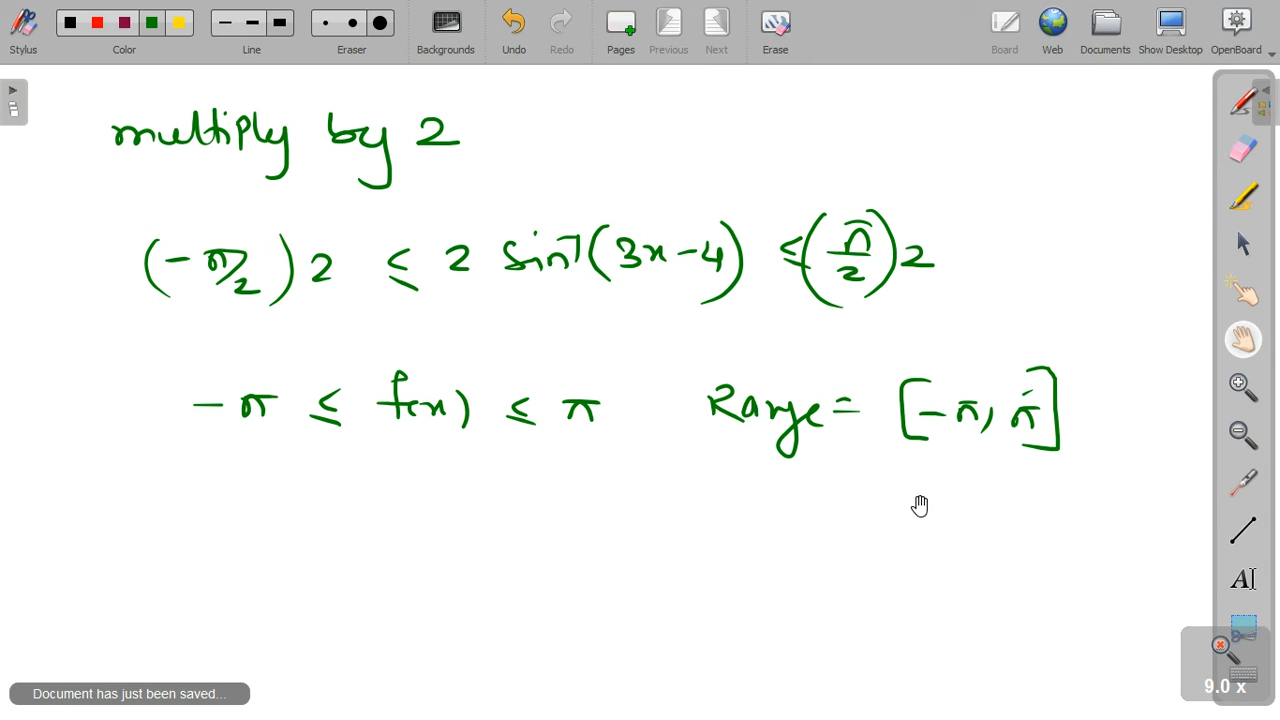 Stylus Color Line Eraser Backgrounds Undo Redo Pages Previous Next Erase Board Web Documents Show Desktop OpenBoard
multiply by 2
(-π/2)2 ≤ 2 sin⁻¹(3x-4) ≤ (π/2)2
-π ≤ f(x) ≤ π Range = [-π, π]
A
9.0 x
Document has just been saved...